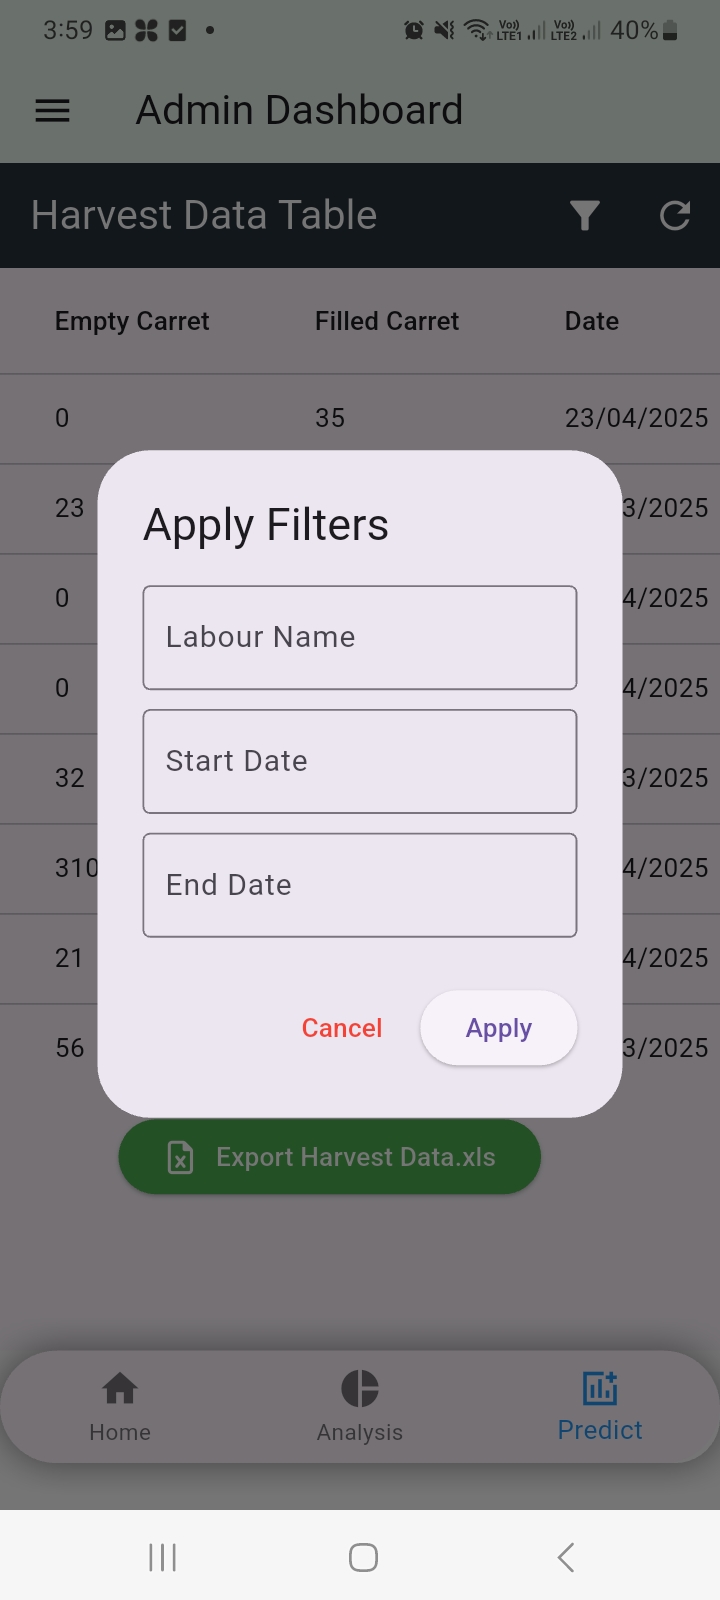 3:59 Vo) LTE1 Vo) LTE2 40%
Admin Dashboard
Harvest Data Table
Empty Carret Filled Carret Date
0 35 23/04/2025
23 3/2025
0 4/2025
0 4/2025
32 3/2025
310 4/2025
21 4/2025
56 3/2025
Apply Filters
Labour Name
Start Date
End Date
Cancel Apply
Export Harvest Data.xls
Home Analysis Predict